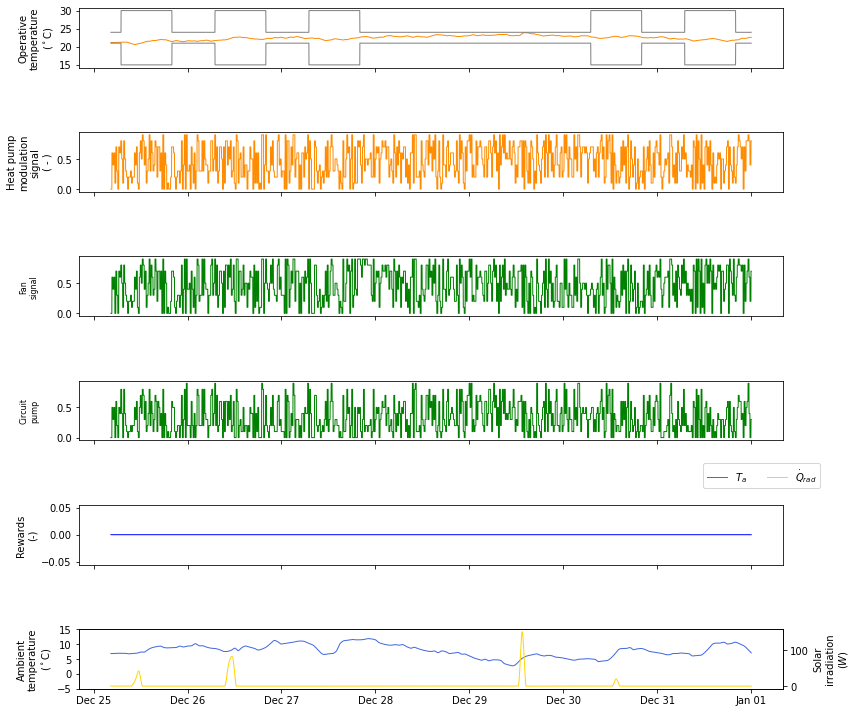 30
25
20
15
Operative
temperature
(°C)
0.5
0.0
Heat pump
modulation
signal
( - )
0.5
0.0
Fan
signal
0.5
0.0
Circuit
pump
T_a
Q̇_rad
0.05
0.00
−0.05
Rewards
(-)
15
10
5
0
−5
Ambient
temperature
(°C)
100
0
Solar
irradiation
(W)
Dec 25 Dec 26 Dec 27 Dec 28 Dec 29 Dec 30 Dec 31 Jan 01